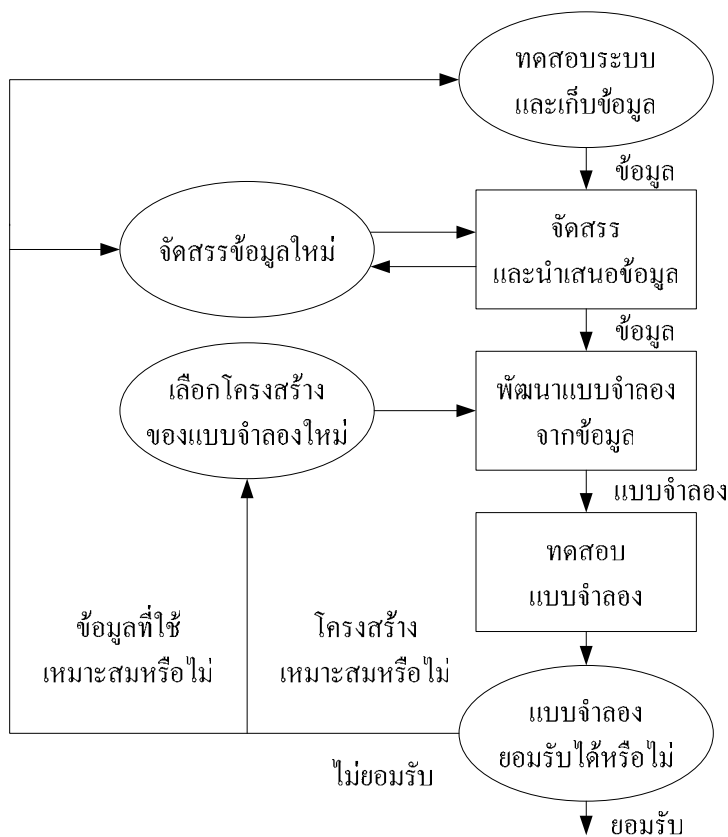 ทดสอบระบบ
และเก็บข้อมูล
ข้อมูล
จัดสรรข้อมูลใหม่
จัดสรร
และนำเสนอข้อมูล
ข้อมูล
เลือกโครงสร้าง
ของแบบจำลองใหม่
พัฒนาแบบจำลอง
จากข้อมูล
แบบจำลอง
ทดสอบ
แบบจำลอง
ข้อมูลที่ใช้
เหมาะสมหรือไม่
โครงสร้าง
เหมาะสมหรือไม่
แบบจำลอง
ยอมรับได้หรือไม่
ไม่ยอมรับ
ยอมรับ